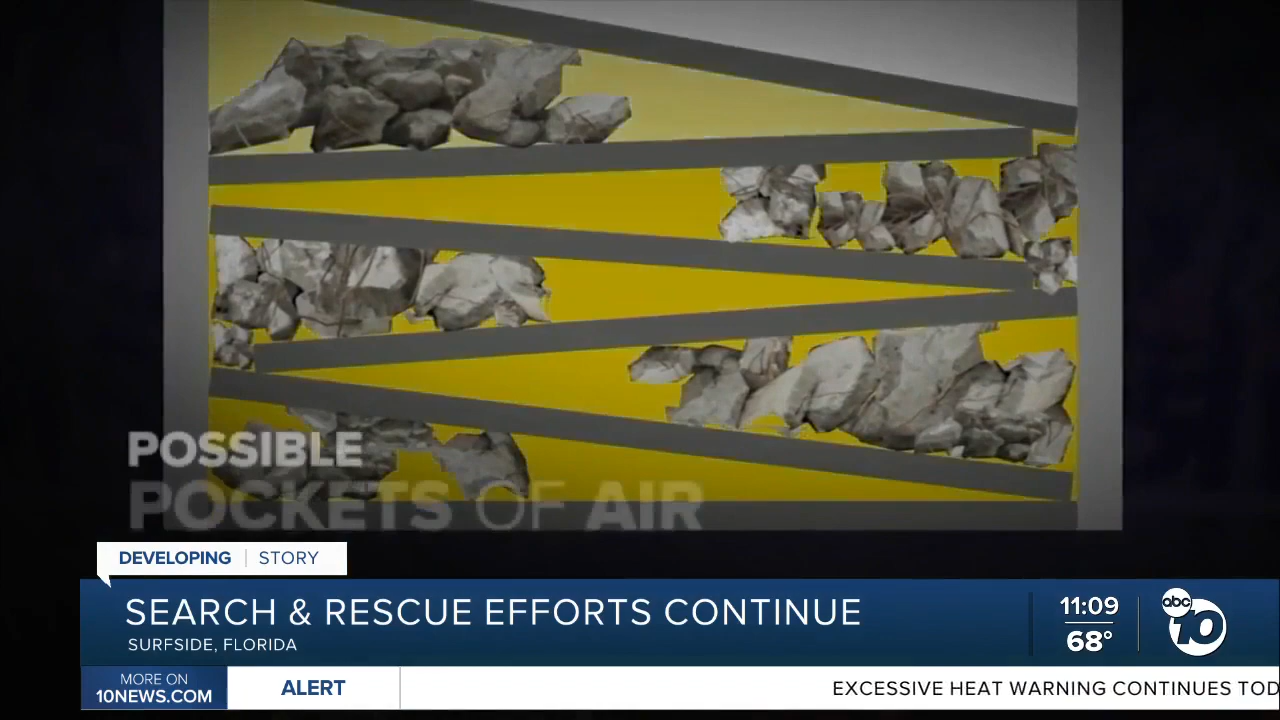 POSSIBLE
POCKETS OF AIR
DEVELOPING | STORY
SEARCH & RESCUE EFFORTS CONTINUE
SURFSIDE, FLORIDA
11:09
68°
abc
10
MORE ON
10NEWS.COM
ALERT
EXCESSIVE HEAT WARNING CONTINUES TOD